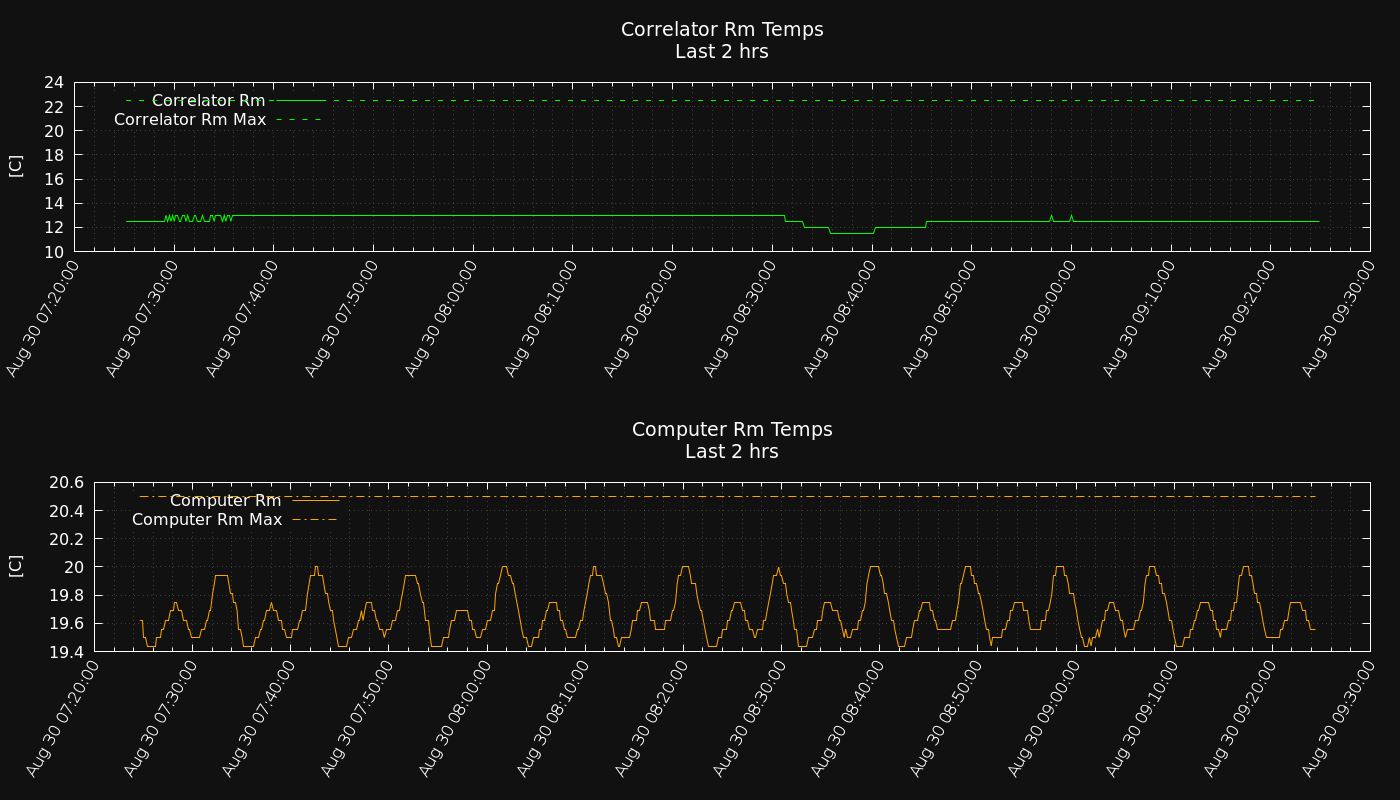 Correlator Rm Temps
Last 2 hrs
24
22
20
18
16
14
12
10
[C]
Correlator Rm
Correlator Rm Max
Aug 30 07:20:00
Aug 30 07:30:00
Aug 30 07:40:00
Aug 30 07:50:00
Aug 30 08:00:00
Aug 30 08:10:00
Aug 30 08:20:00
Aug 30 08:30:00
Aug 30 08:40:00
Aug 30 08:50:00
Aug 30 09:00:00
Aug 30 09:10:00
Aug 30 09:20:00
Aug 30 09:30:00
Computer Rm Temps
Last 2 hrs
20.6
20.4
20.2
20
19.8
19.6
19.4
[C]
Computer Rm
Computer Rm Max
Aug 30 07:20:00
Aug 30 07:30:00
Aug 30 07:40:00
Aug 30 07:50:00
Aug 30 08:00:00
Aug 30 08:10:00
Aug 30 08:20:00
Aug 30 08:30:00
Aug 30 08:40:00
Aug 30 08:50:00
Aug 30 09:00:00
Aug 30 09:10:00
Aug 30 09:20:00
Aug 30 09:30:00